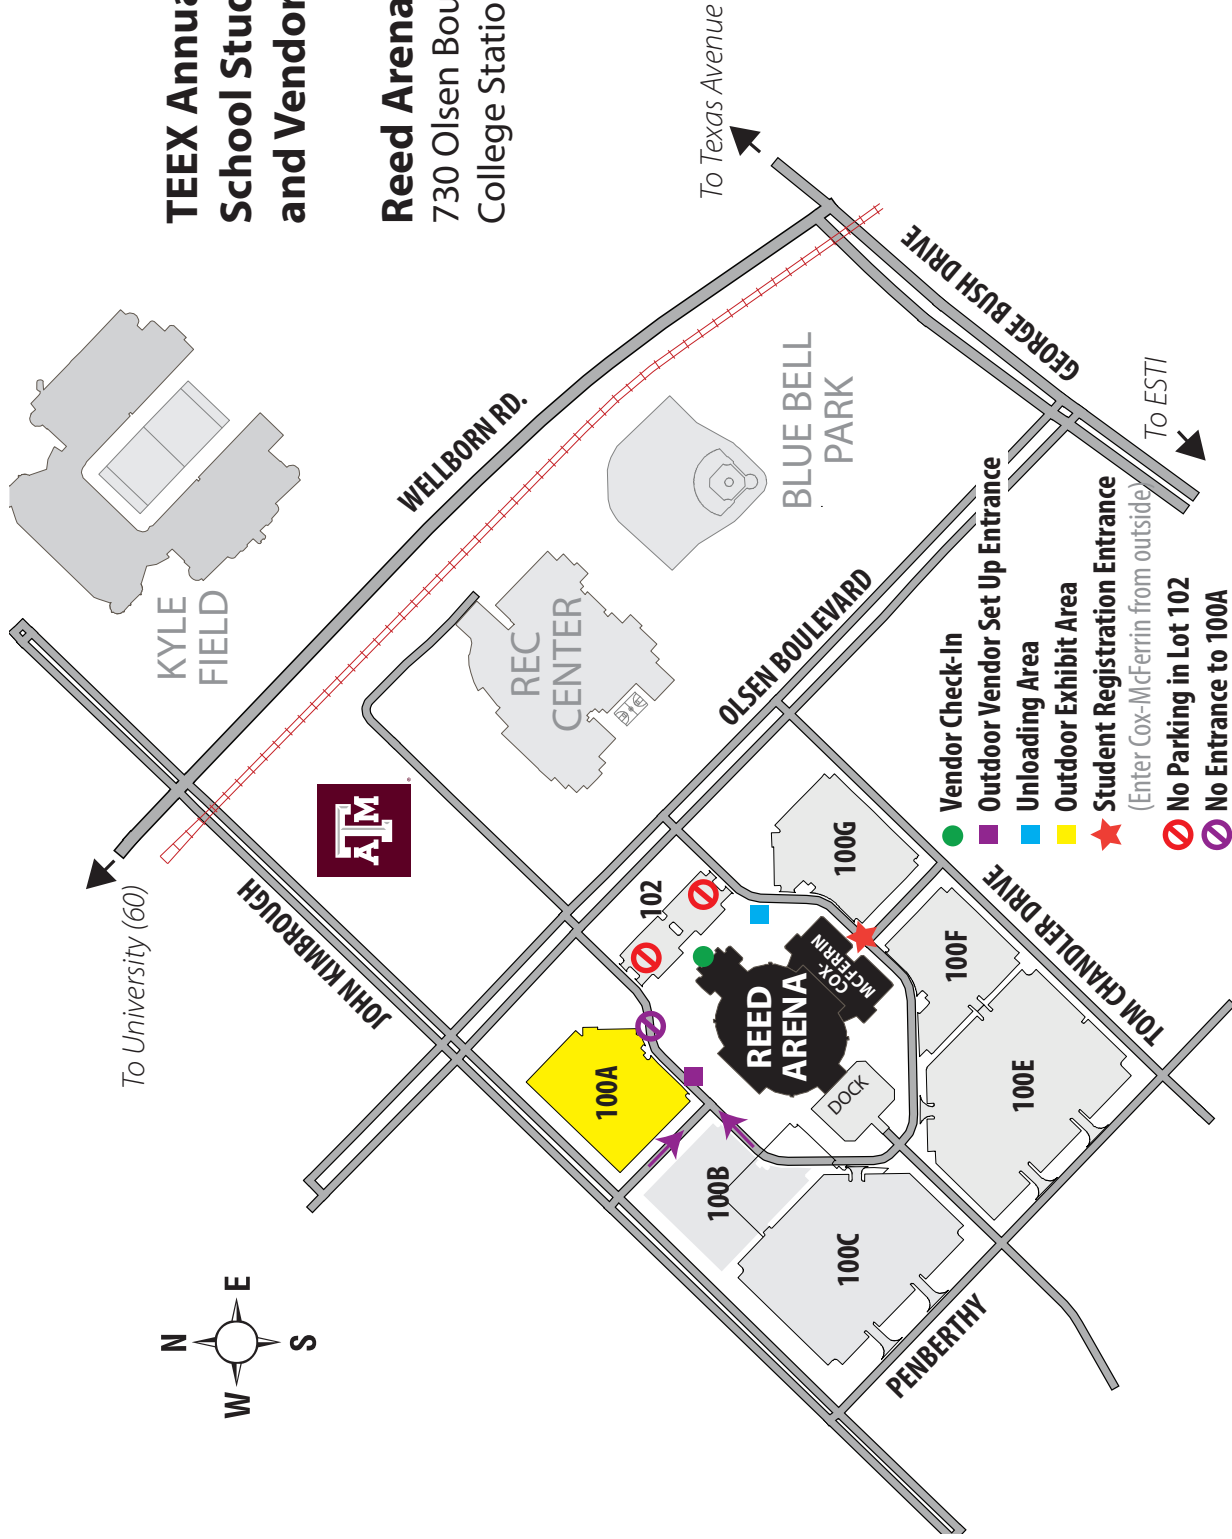 TEEX Annua
School Stud
and Vendor
Reed Arena
730 Olsen Bou
College Statio
To Texas Avenue
KYLE
FIELD
WELLBORN RD.
GEORGE BUSH DRIVE
To ESTI
BLUE BELL
PARK
REC
CENTER
OLSEN BOULEVARD
ĀTM
To University (60)
JOHN KIMBROUGH
102
100G
100A
REED
ARENA
COX-
MCFERRIN
DOCK
100F
100E
TOM CHANDLER DRIVE
100B
100C
PENBERTHY
N
W
E
S
Vendor Check-In
Outdoor Vendor Set Up Entrance
Unloading Area
Outdoor Exhibit Area
Student Registration Entrance
(Enter Cox-McFerrin from outside)
No Parking in Lot 102
No Entrance to 100A